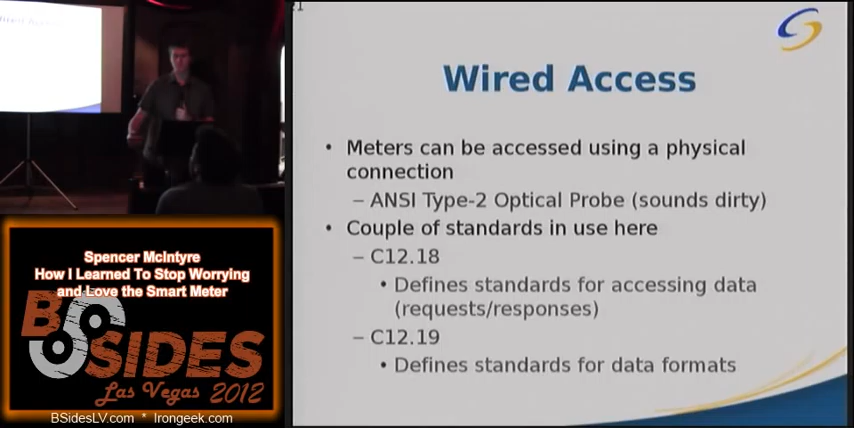 Wired Access
• Meters can be accessed using a physical
connection
– ANSI Type-2 Optical Probe (sounds dirty)
• Couple of standards in use here
– C12.18
• Defines standards for accessing data
(requests/responses)
– C12.19
• Defines standards for data formats
Spencer McIntyre
How I Learned To Stop Worrying
and Love the Smart Meter
BSIDES
Las Vegas 2012
BSidesLV.com * Irongeek.com